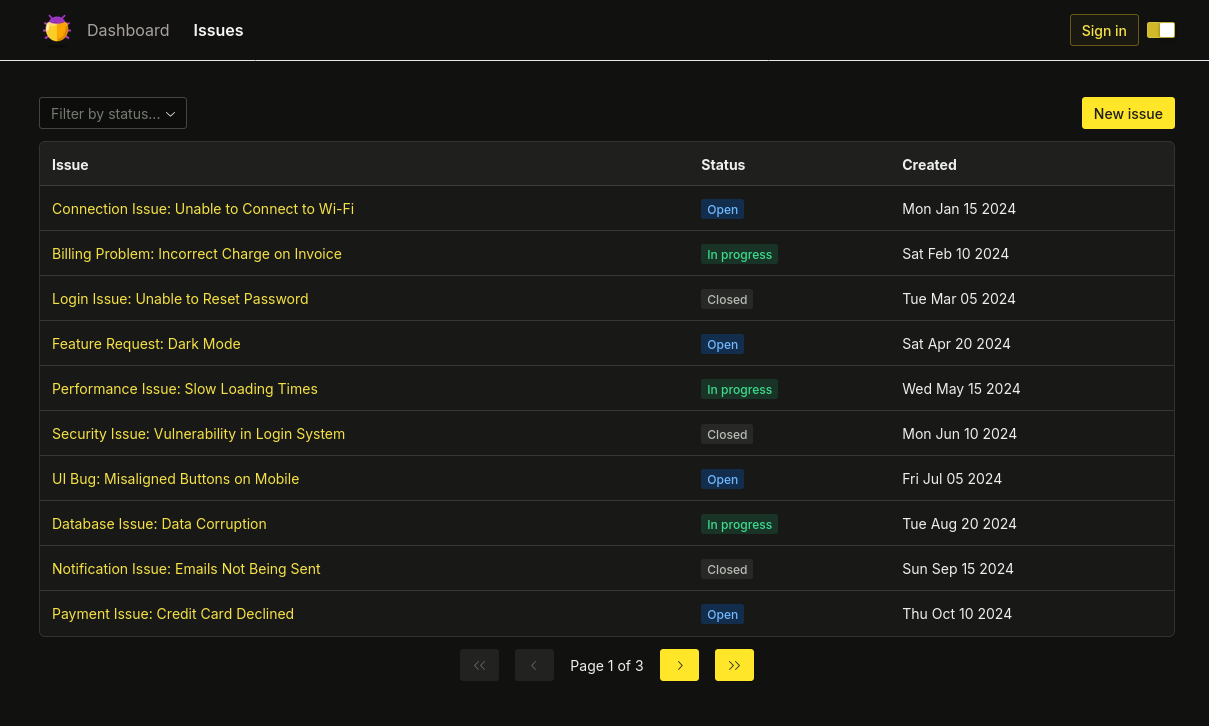 Dashboard Issues Sign in
Filter by status... New issue
Issue Status Created
Connection Issue: Unable to Connect to Wi-Fi Open Mon Jan 15 2024
Billing Problem: Incorrect Charge on Invoice In progress Sat Feb 10 2024
Login Issue: Unable to Reset Password Closed Tue Mar 05 2024
Feature Request: Dark Mode Open Sat Apr 20 2024
Performance Issue: Slow Loading Times In progress Wed May 15 2024
Security Issue: Vulnerability in Login System Closed Mon Jun 10 2024
UI Bug: Misaligned Buttons on Mobile Open Fri Jul 05 2024
Database Issue: Data Corruption In progress Tue Aug 20 2024
Notification Issue: Emails Not Being Sent Closed Sun Sep 15 2024
Payment Issue: Credit Card Declined Open Thu Oct 10 2024
Page 1 of 3